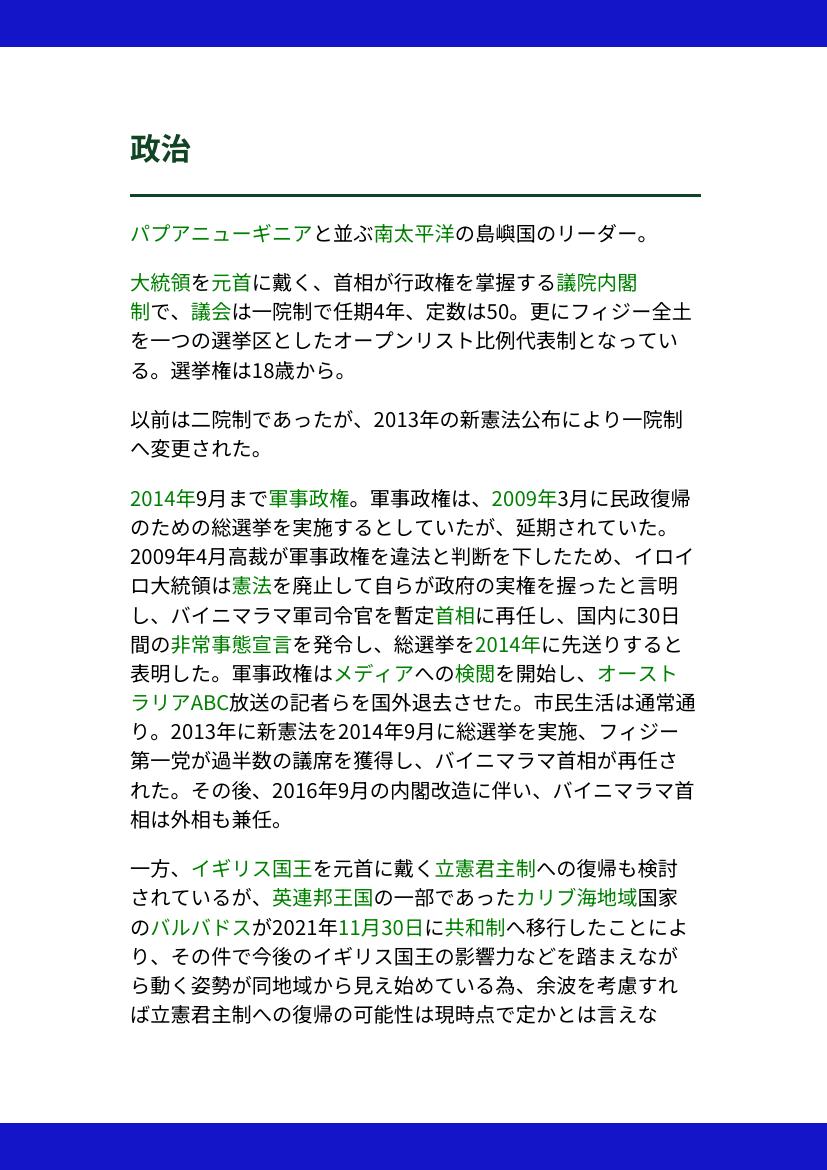 政治
パプアニューギニアと並ぶ南太平洋の島嶼国のリーダー。
大統領を元首に戴く、首相が行政権を掌握する議院内閣
制で、議会は一院制で任期4年、定数は50。更にフィジー全土
を一つの選挙区としたオープンリスト比例代表制となってい
る。選挙権は18歳から。
以前は二院制であったが、2013年の新憲法公布により一院制
へ変更された。
2014年9月まで軍事政権。軍事政権は、2009年3月に民政復帰
のための総選挙を実施するとしていたが、延期されていた。
2009年4月高裁が軍事政権を違法と判断を下したため、イロイ
ロ大統領は憲法を廃止して自らが政府の実権を握ったと言明
し、バイニマラマ軍司令官を暫定首相に再任し、国内に30日
間の非常事態宣言を発令し、総選挙を2014年に先送りすると
表明した。軍事政権はメディアへの検閲を開始し、オースト
ラリアABC放送の記者らを国外退去させた。市民生活は通常通
り。2013年に新憲法を2014年9月に総選挙を実施、フィジー
第一党が過半数の議席を獲得し、バイニマラマ首相が再任さ
れた。その後、2016年9月の内閣改造に伴い、バイニマラマ首
相は外相も兼任。
一方、イギリス国王を元首に戴く立憲君主制への復帰も検討
されているが、英連邦王国の一部であったカリブ海地域国家
のバルバドスが2021年11月30日に共和制へ移行したことによ
り、その件で今後のイギリス国王の影響力などを踏まえなが
ら動く姿勢が同地域から見え始めている為、余波を考慮すれ
ば立憲君主制への復帰の可能性は現時点で定かとは言えな